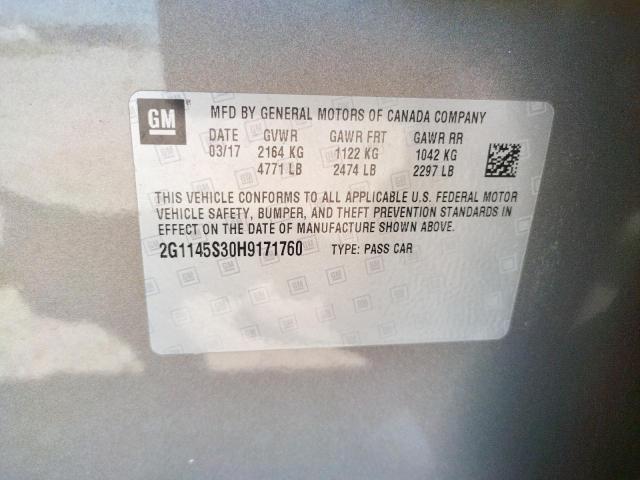 GM
MFD BY GENERAL MOTORS OF CANADA COMPANY
DATE GVWR GAWR FRT GAWR RR
03/17 2164 KG 1122 KG 1042 KG
4771 LB 2474 LB 2297 LB
THIS VEHICLE CONFORMS TO ALL APPLICABLE U.S. FEDERAL MOTOR
VEHICLE SAFETY, BUMPER, AND THEFT PREVENTION STANDARDS IN
EFFECT ON THE DATE OF MANUFACTURE SHOWN ABOVE.
2G1145S30H9171760 TYPE: PASS CAR